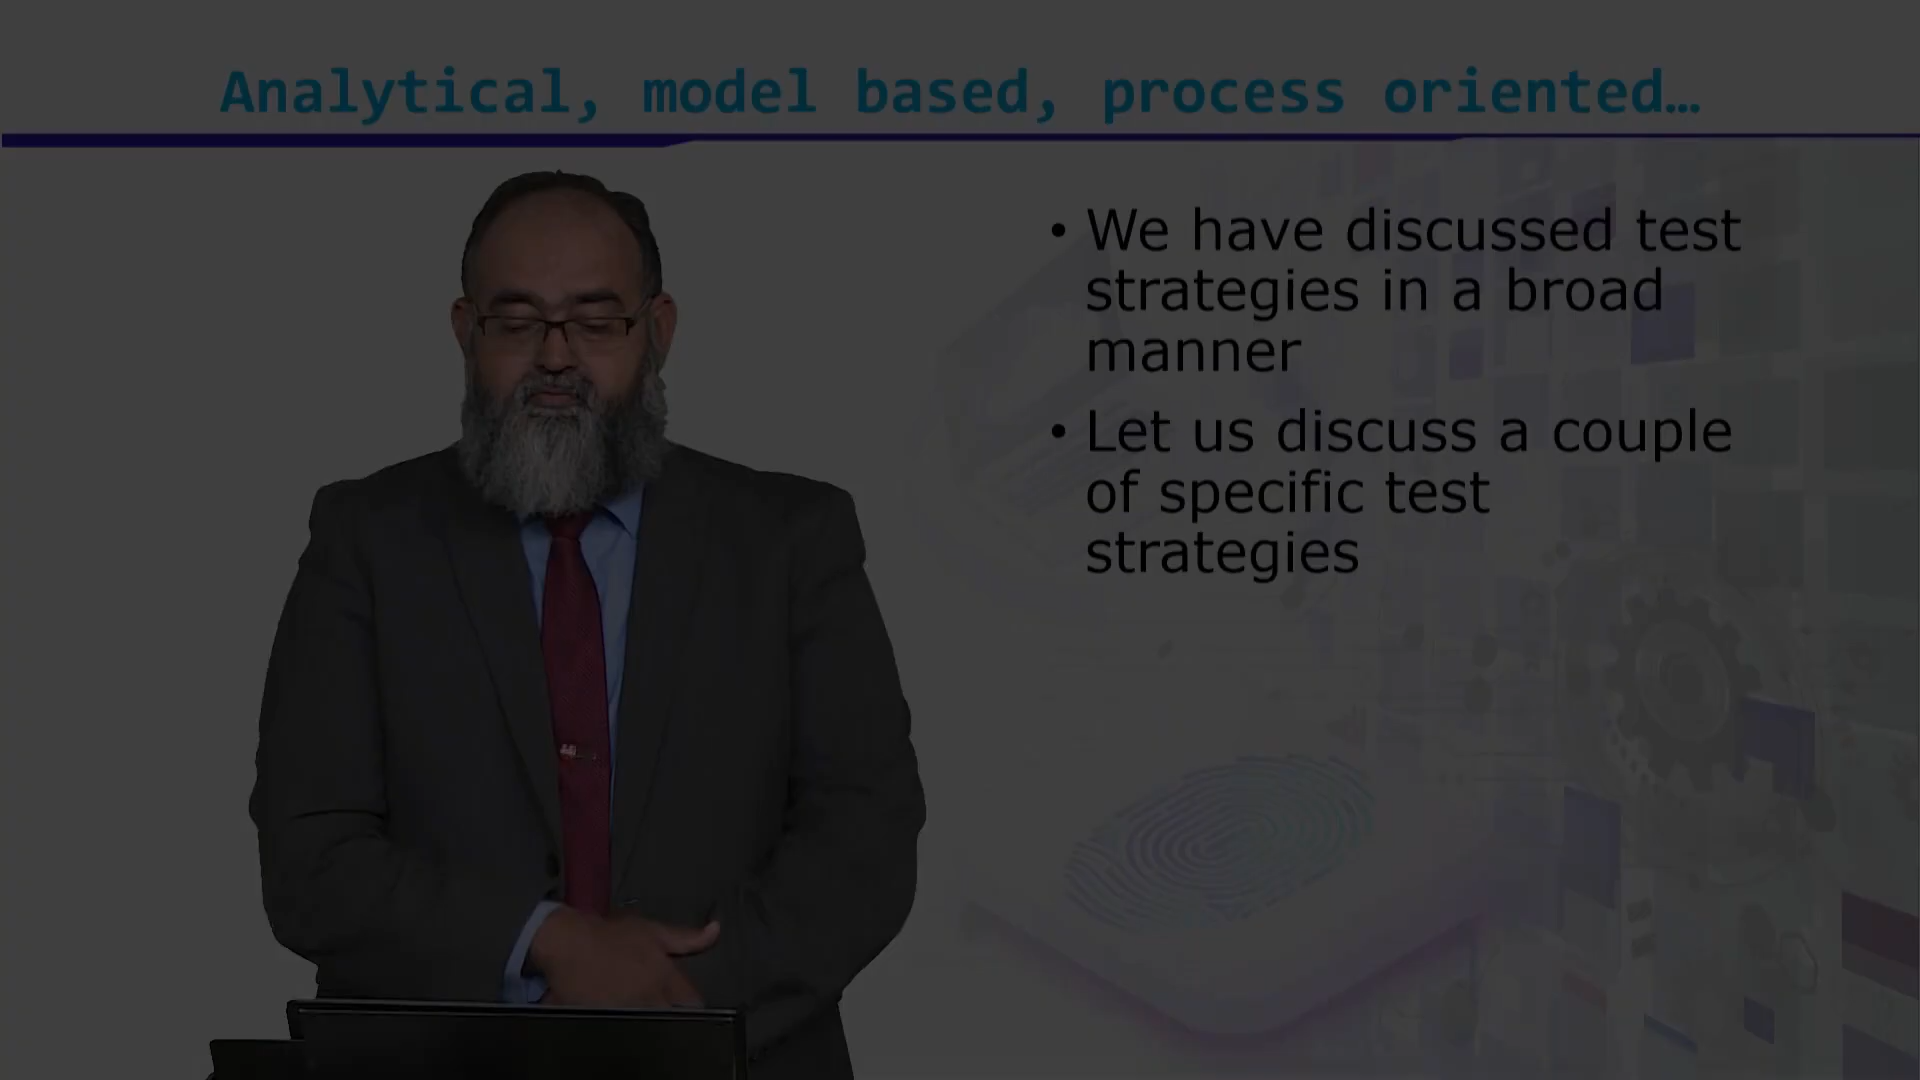 Analytical, model based, process oriented…
• We have discussed test
strategies in a broad
manner
• Let us discuss a couple
of specific test
strategies